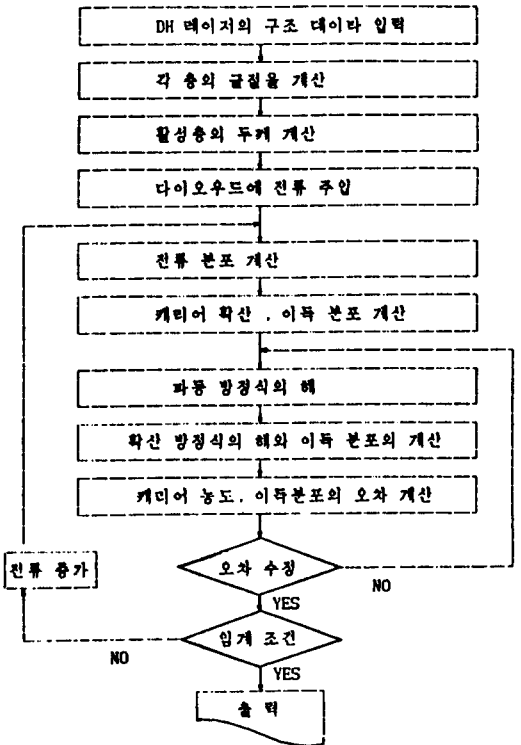 DH 레이저의 구조 데이타 입력
각 층의 굴절율 계산
활성층의 두께 계산
다이오우드에 전류 주입
전류 분포 계산
캐리어 확산 , 이득 분포 계산
파동 방정식의 해
확산 방정식의 해와 이득 분포의 계산
캐리어 농도, 이득분포의 오차 계산
오차 수정
NO
전류 증가
YES
임계 조건
NO
YES
출 력